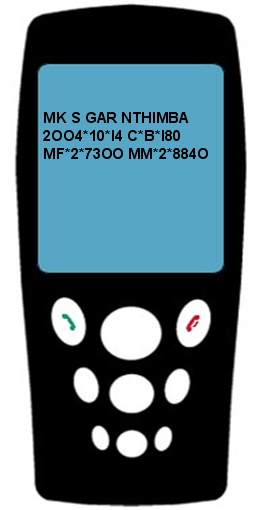 MK S GAR NTHIMBA
2OO4*10*I4 C*B*I80
MF*2*73OO MM*2*884O